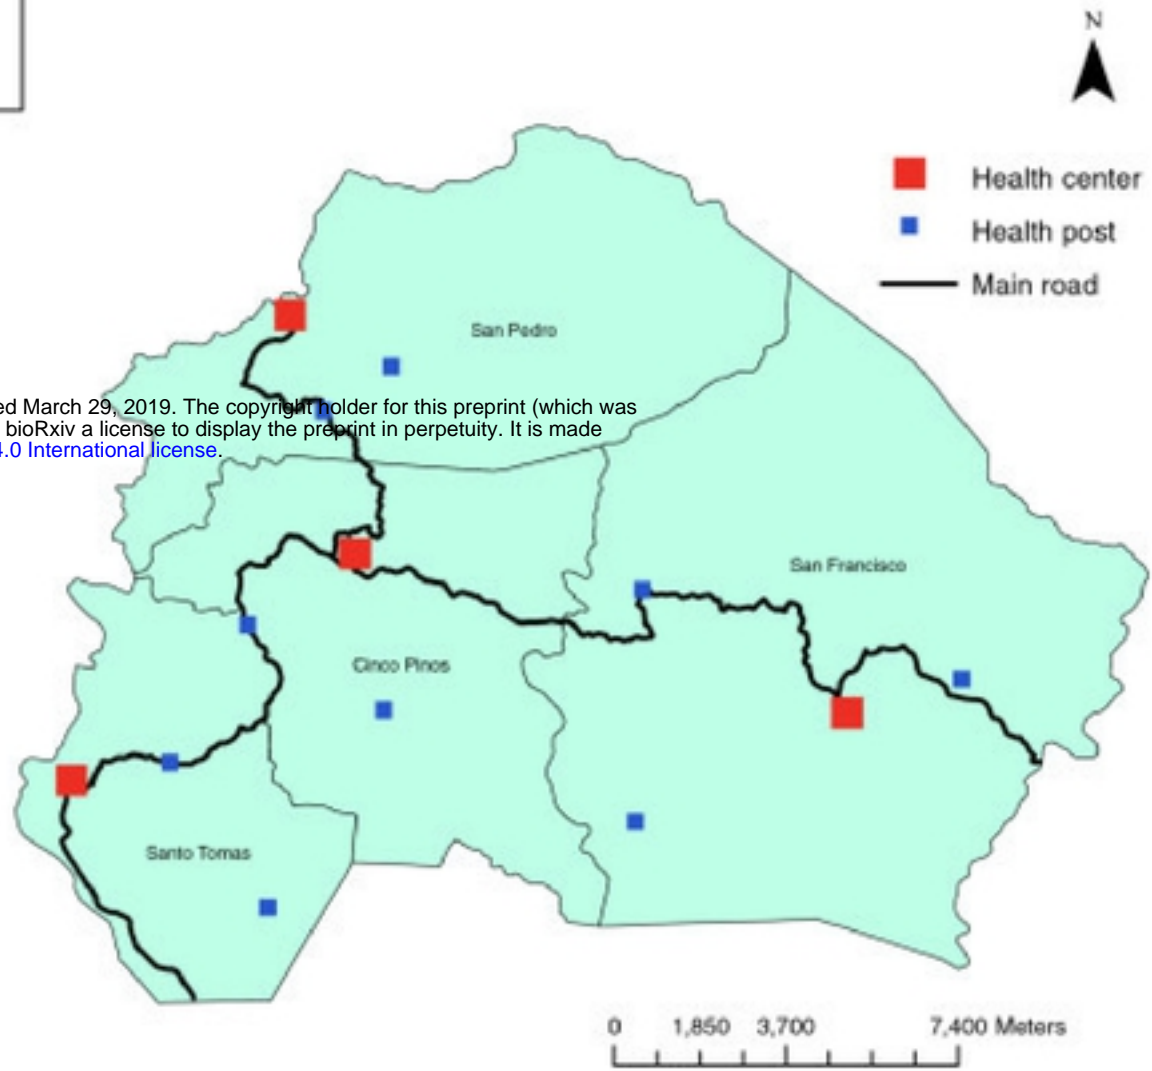 N
Health center
Health post
Main road
San Pedro
ed March 29, 2019. The copyright holder for this preprint (which was
bioRxiv a license to display the preprint in perpetuity. It is made
4.0 International license.
San Francisco
Cinco Pinos
Santo Tomas
0 1,850 3,700 7,400 Meters